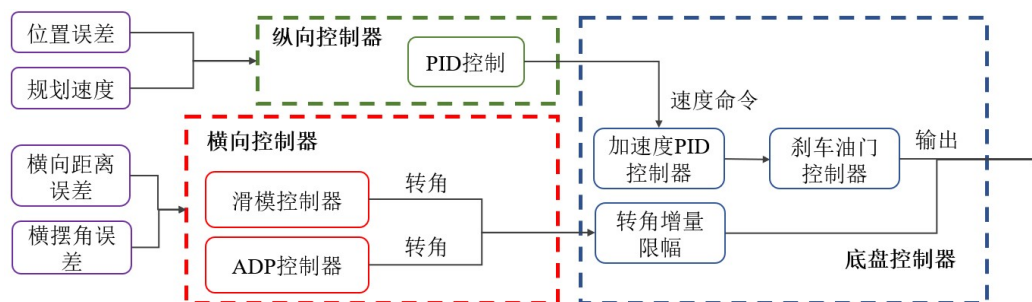 位置误差
规划速度
纵向控制器
PID控制
速度命令
横向距离
误差
横摆角误
差
横向控制器
滑模控制器
转角
ADP控制器
转角
加速度PID
控制器
刹车油门
控制器
输出
转角增量
限幅
底盘控制器